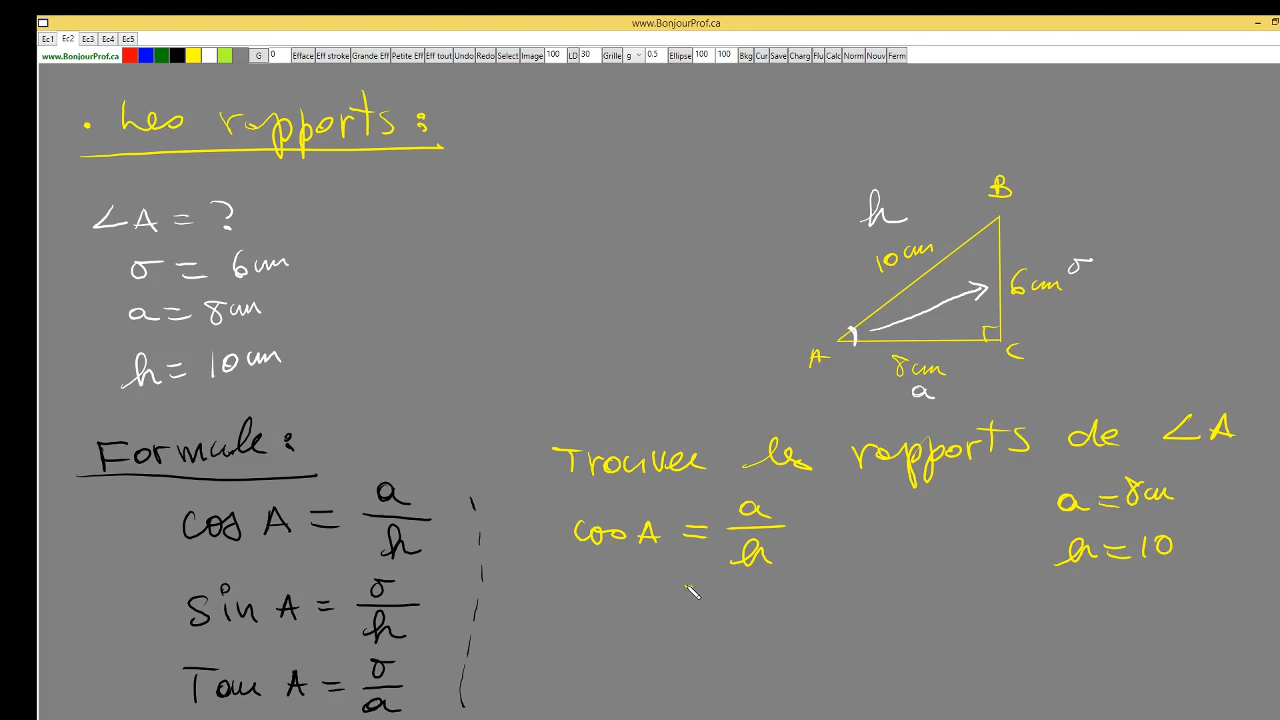 www.BonjourProf.ca
Ec1 Ec2 Ec3 Ec4 Ec5
www.BonjourProf.ca G 0 Efface Eff stroke Grande Eff Petite Eff Eff tout Undo Redo Select Image 100 LD 30 Grille g 0.5 Ellipse 100 100 Bkg Cur Save Charg Flu Calc Norm Nouv Ferm
• Les rapports :
∠A = ?
o = 6cm
a = 8cm
h = 10cm
B
h
10cm
6cm o
A
C
8cm
a
Formule :
cos A = a/h
Sin A = o/h
Tan A = o/a
Trouver les rapports de ∠A
cos A = a/h
a = 8cm
h = 10